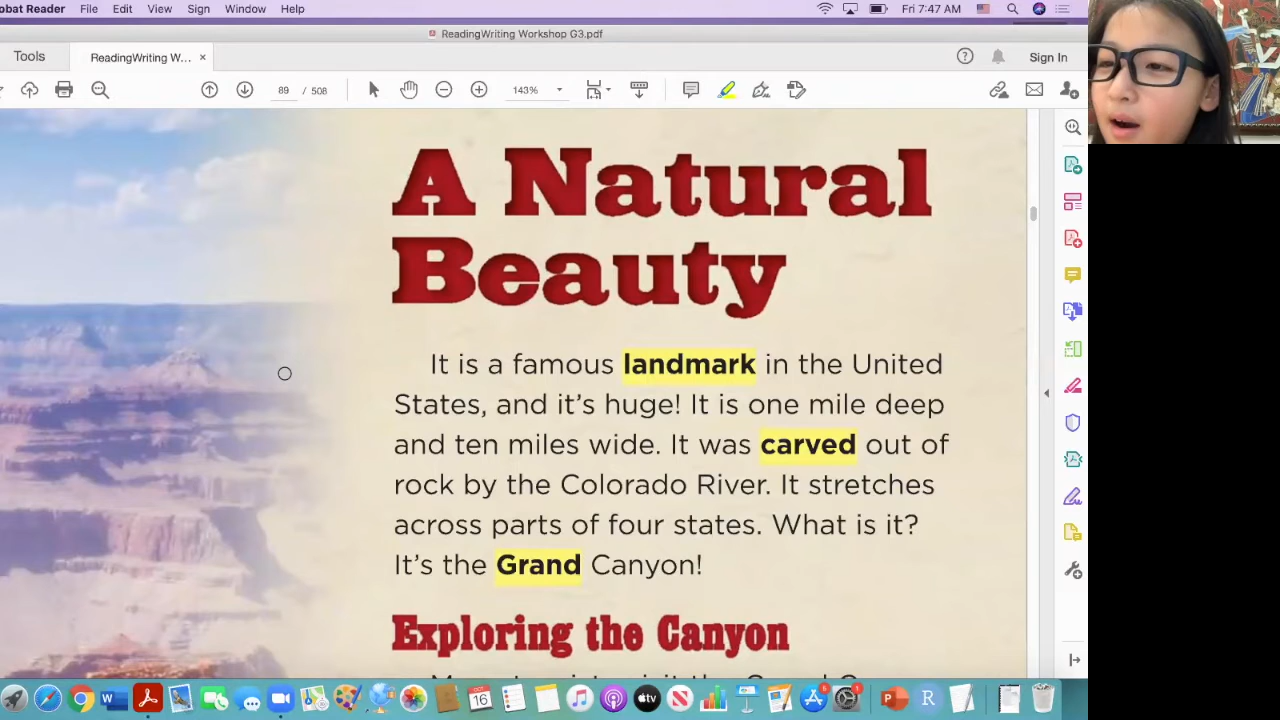 obat Reader File Edit View Sign Window Help Fri 7:47 AM
ReadingWriting Workshop G3.pdf
Tools ReadingWriting W... × Sign In
89 / 508 143%
A Natural
Beauty
It is a famous landmark in the United
States, and it's huge! It is one mile deep
and ten miles wide. It was carved out of
rock by the Colorado River. It stretches
across parts of four states. What is it?
It's the Grand Canyon!
Exploring the Canyon
OCT
16
tv